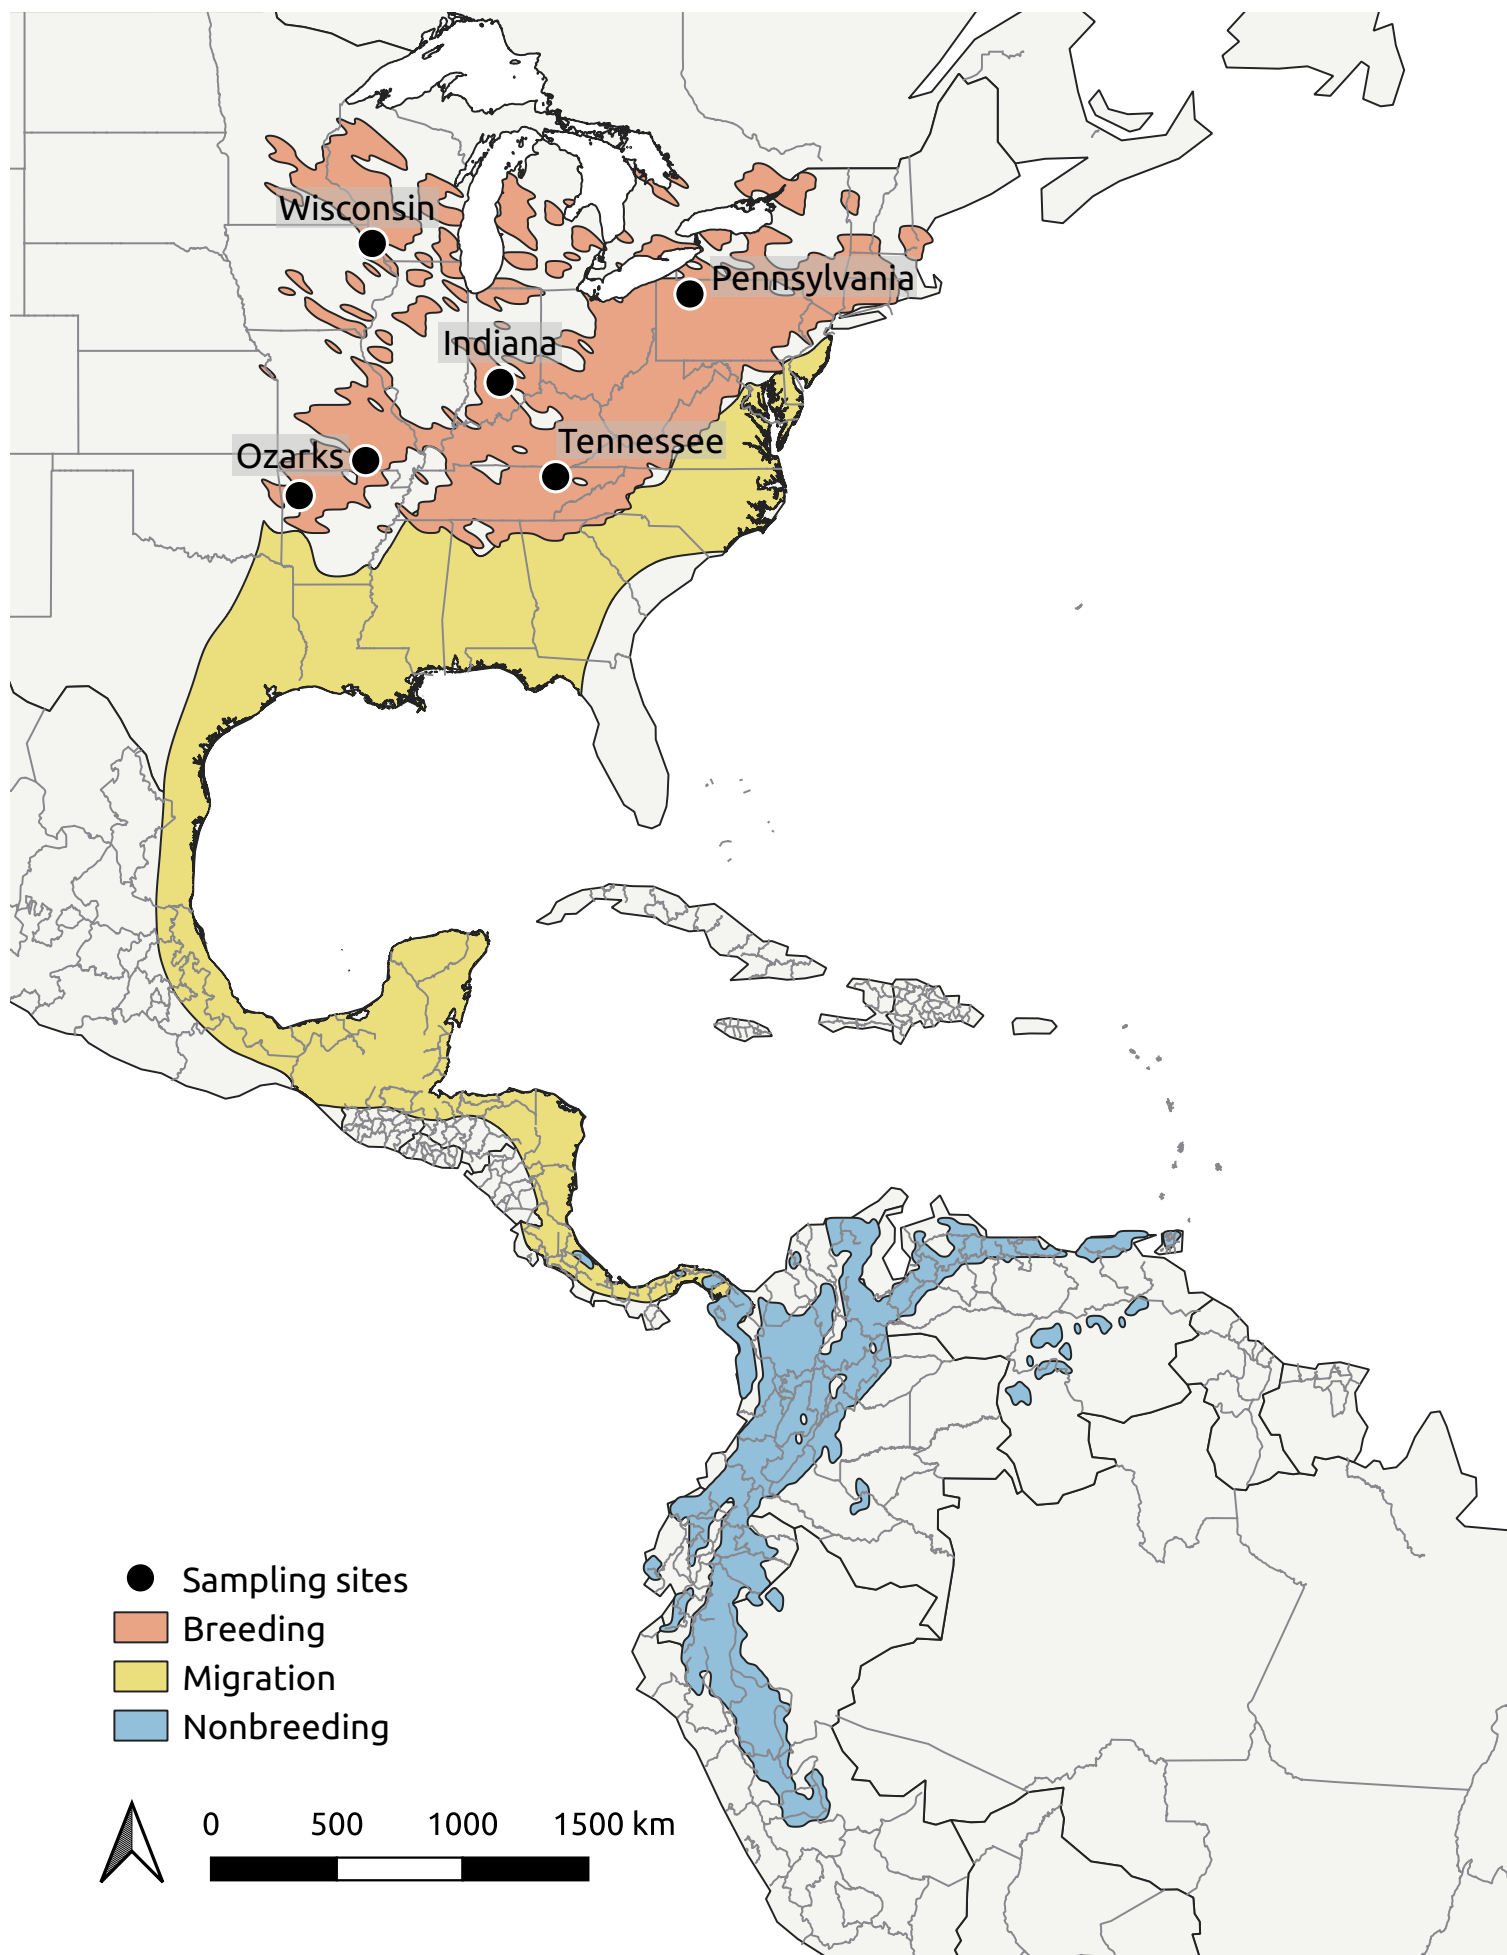 Wisconsin
Pennsylvania
Indiana
Tennessee
Ozarks
Sampling sites
Breeding
Migration
Nonbreeding
0 500 1000 1500 km